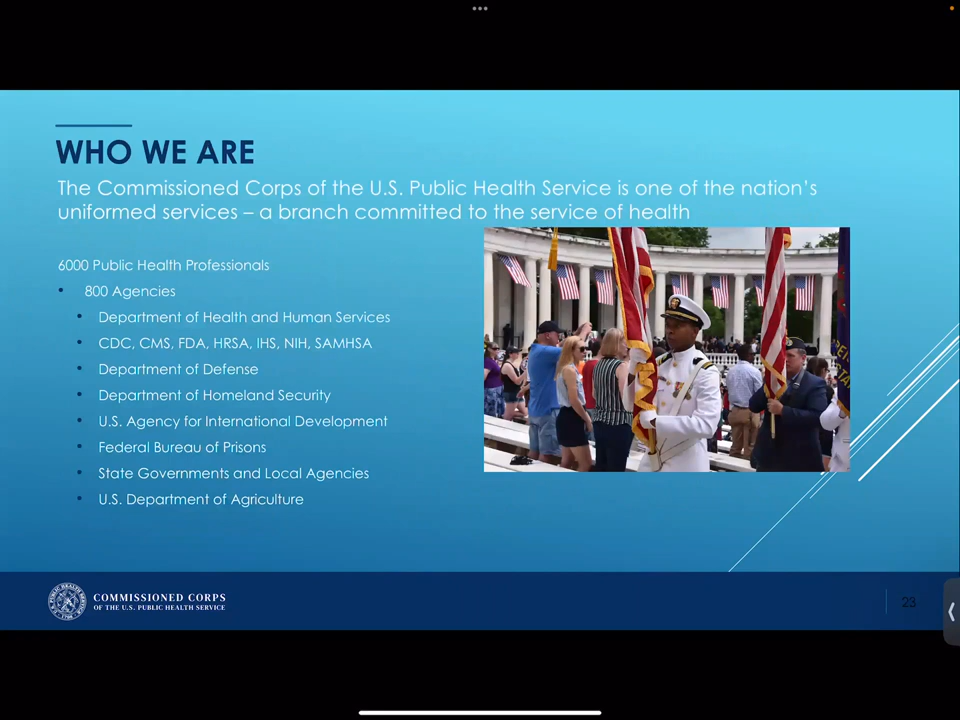 WHO WE ARE
The Commissioned Corps of the U.S. Public Health Service is one of the nation's
uniformed services – a branch committed to the service of health
6000 Public Health Professionals
• 800 Agencies
• Department of Health and Human Services
• CDC, CMS, FDA, HRSA, IHS, NIH, SAMHSA
• Department of Defense
• Department of Homeland Security
• U.S. Agency for International Development
• Federal Bureau of Prisons
• State Governments and Local Agencies
• U.S. Department of Agriculture
COMMISSIONED CORPS
OF THE U.S. PUBLIC HEALTH SERVICE
23